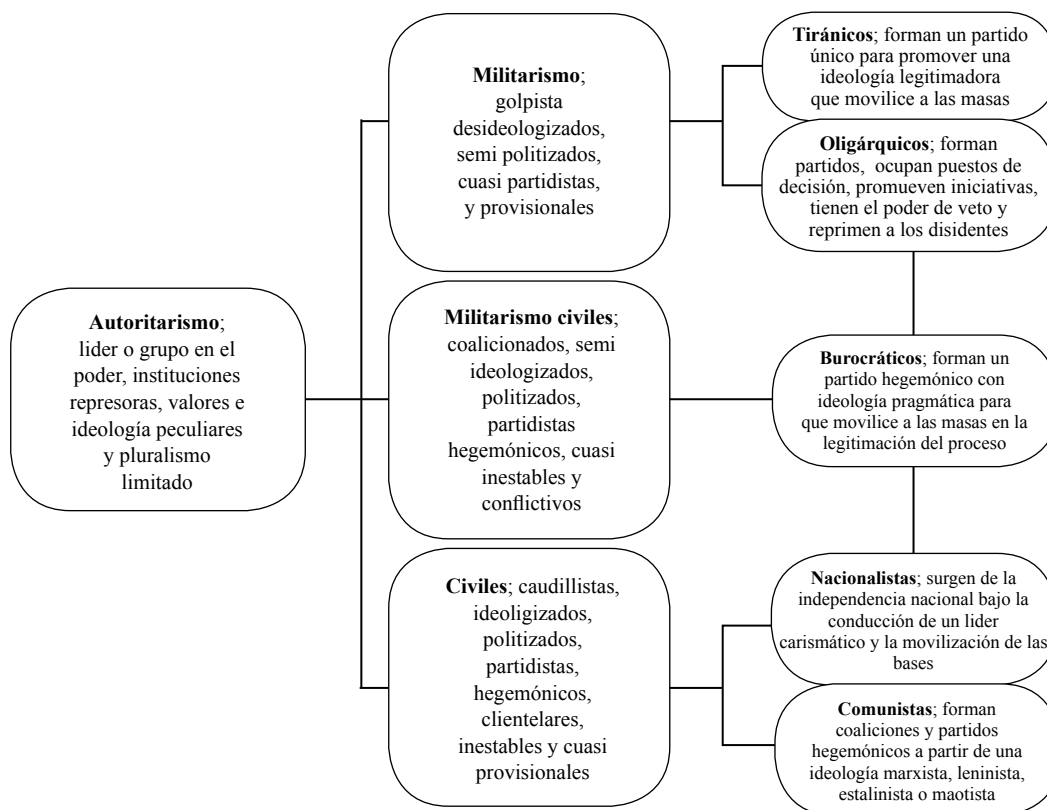 Autoritarismo;
lider o grupo en el
poder, instituciones
represoras, valores e
ideología peculiares
y pluralismo
limitado
Militarismo;
golpista
desideologizados,
semi politizados,
cuasi partidistas,
y provisionales
Tiránicos; forman un partido
único para promover una
ideología legitimadora
que movilice a las masas
Oligárquicos; forman
partidos, ocupan puestos de
decisión, promueven iniciativas,
tienen el poder de veto y
reprimen a los disidentes
Militarismo civiles;
coalicionados, semi
ideologizados,
politizados,
partidistas
hegemónicos, cuasi
inestables y
conflictivos
Burocráticos; forman un
partido hegemónico con
ideología pragmática para
que movilice a las masas en la
legitimación del proceso
Civiles; caudillistas,
ideoligizados,
politizados,
partidistas,
hegemónicos,
clientelares,
inestables y cuasi
provisionales
Nacionalistas; surgen de la
independencia nacional bajo la
conducción de un lider
carismático y la movilización de las
bases
Comunistas; forman
coaliciones y partidos
hegemónicos a partir de una
ideología marxista, leninista,
estalinista o maotista